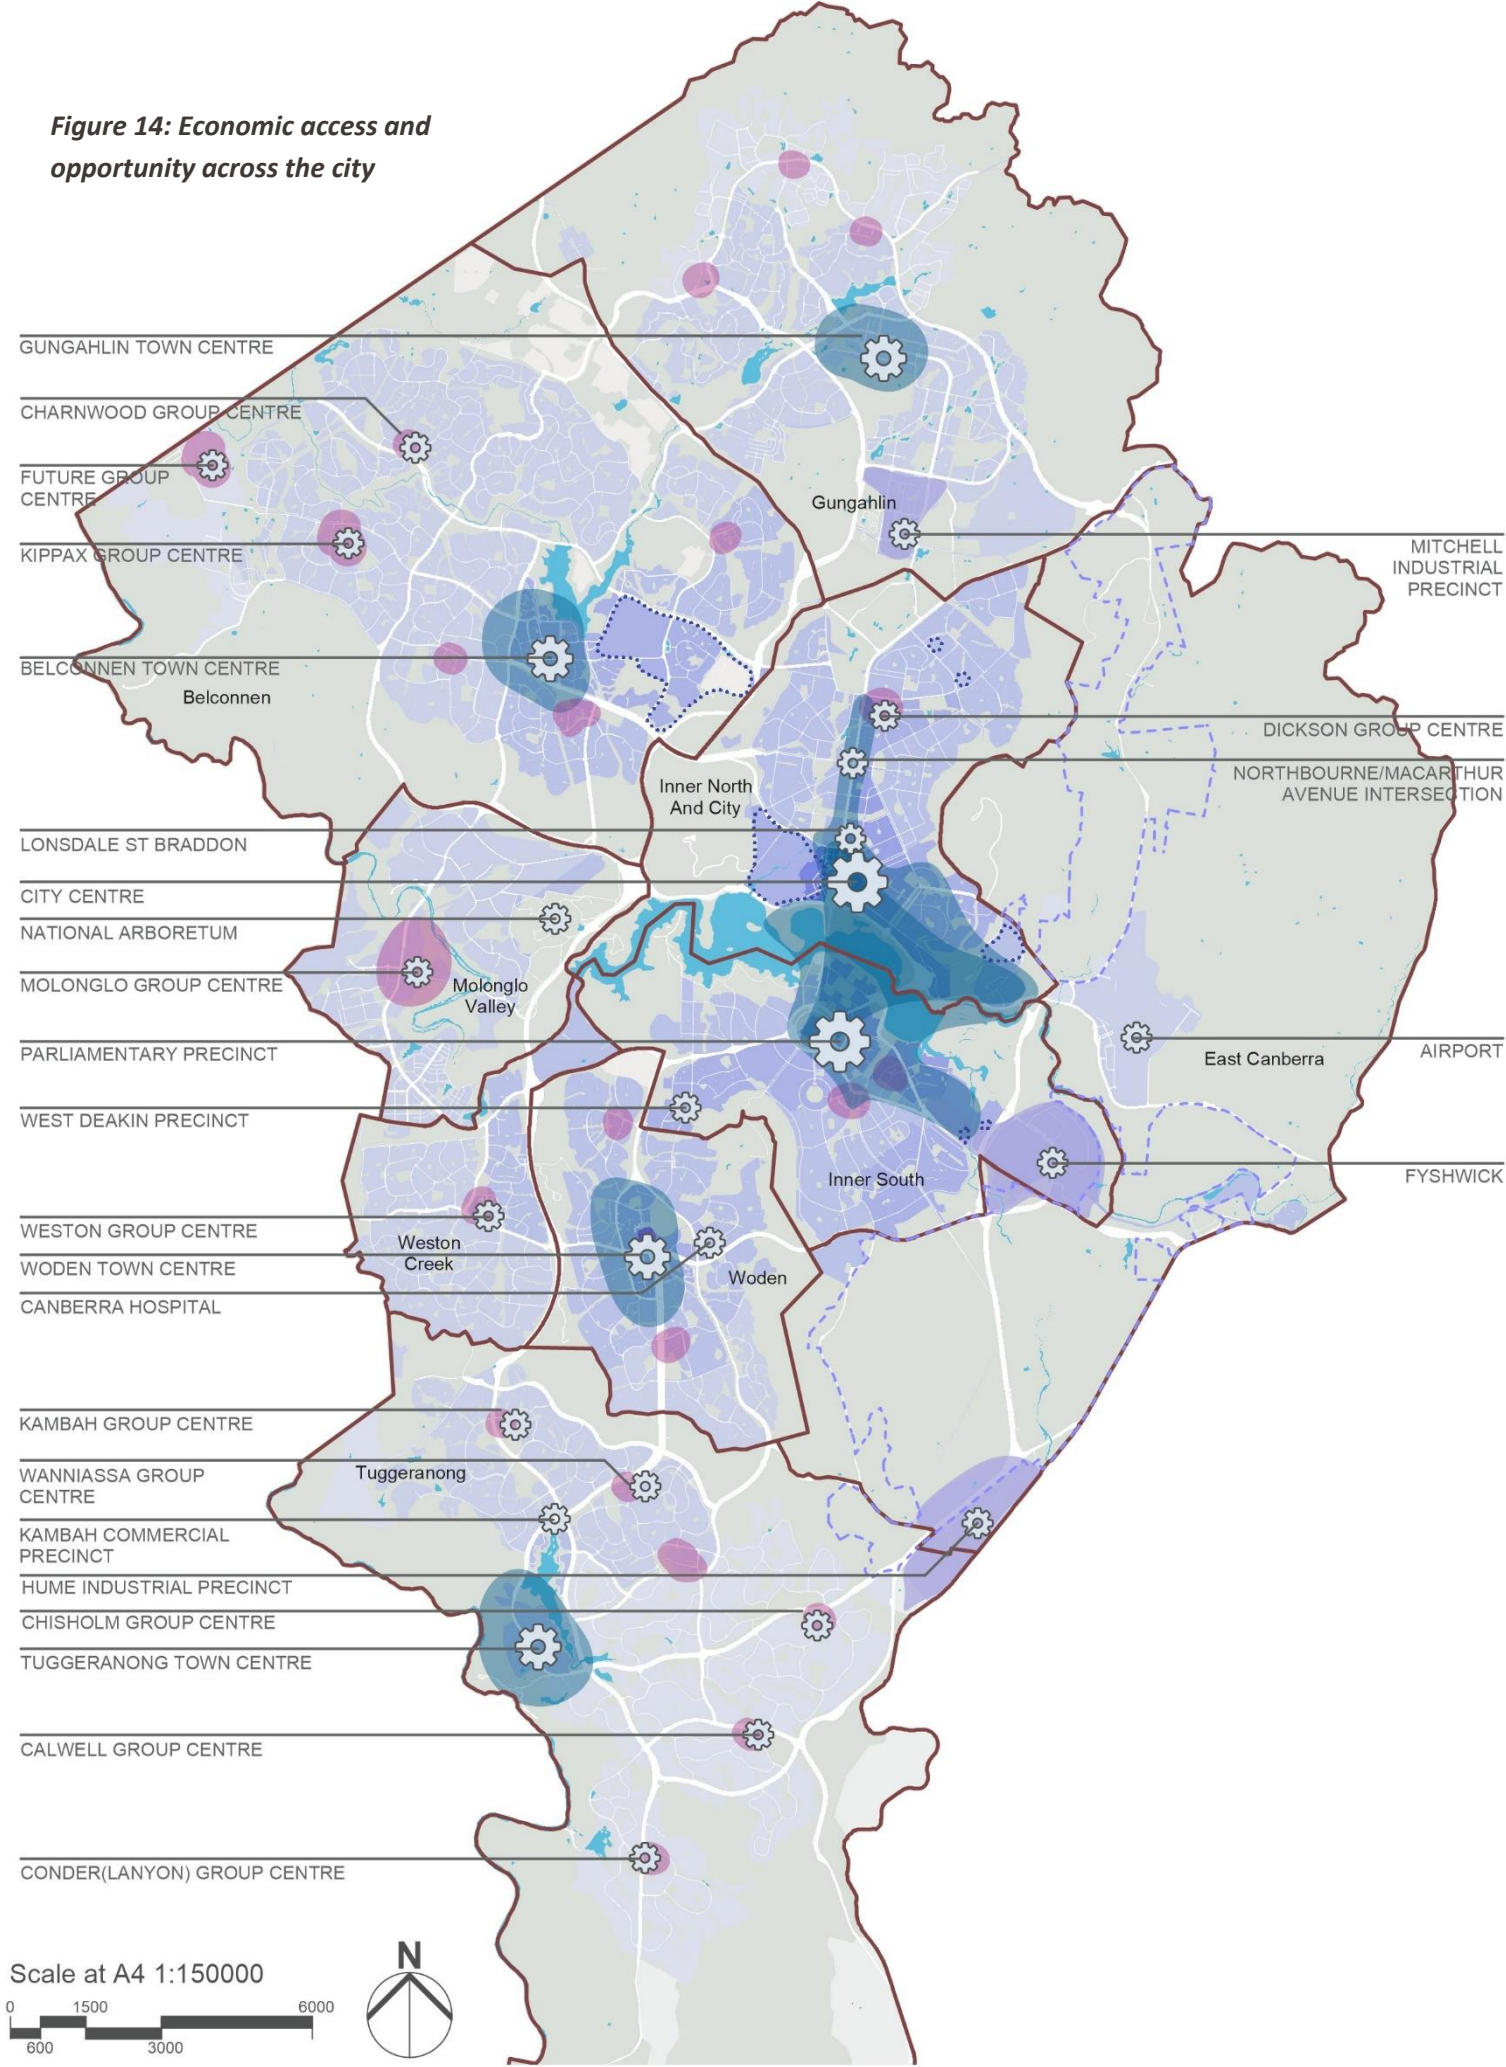 Figure 14: Economic access and
opportunity across the city
GUNGAHLIN TOWN CENTRE
CHARNWOOD GROUP CENTRE
FUTURE GROUP
CENTRE
Gungahlin
KIPPAX GROUP CENTRE
MITCHELL
INDUSTRIAL
PRECINCT
BELCONNEN TOWN CENTRE
Belconnen
DICKSON GROUP CENTRE
NORTHBOURNE/MACARTHUR
AVENUE INTERSECTION
Inner North
And City
LONSDALE ST BRADDON
CITY CENTRE
NATIONAL ARBORETUM
MOLONGLO GROUP CENTRE
Molonglo
Valley
PARLIAMENTARY PRECINCT
AIRPORT
East Canberra
WEST DEAKIN PRECINCT
FYSHWICK
Inner South
WESTON GROUP CENTRE
Weston
Creek
WODEN TOWN CENTRE
Woden
CANBERRA HOSPITAL
KAMBAH GROUP CENTRE
WANNIASSA GROUP
CENTRE
Tuggeranong
KAMBAH COMMERCIAL
PRECINCT
HUME INDUSTRIAL PRECINCT
CHISHOLM GROUP CENTRE
TUGGERANONG TOWN CENTRE
CALWELL GROUP CENTRE
CONDER(LANYON) GROUP CENTRE
N
Scale at A4 1:150000
0 1500 6000
600 3000